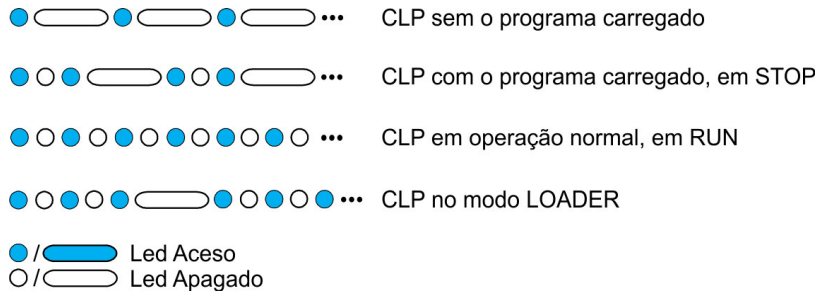 ••• CLP sem o programa carregado
••• CLP com o programa carregado, em STOP
••• CLP em operação normal, em RUN
••• CLP no modo LOADER
/ Led Aceso
/ Led Apagado